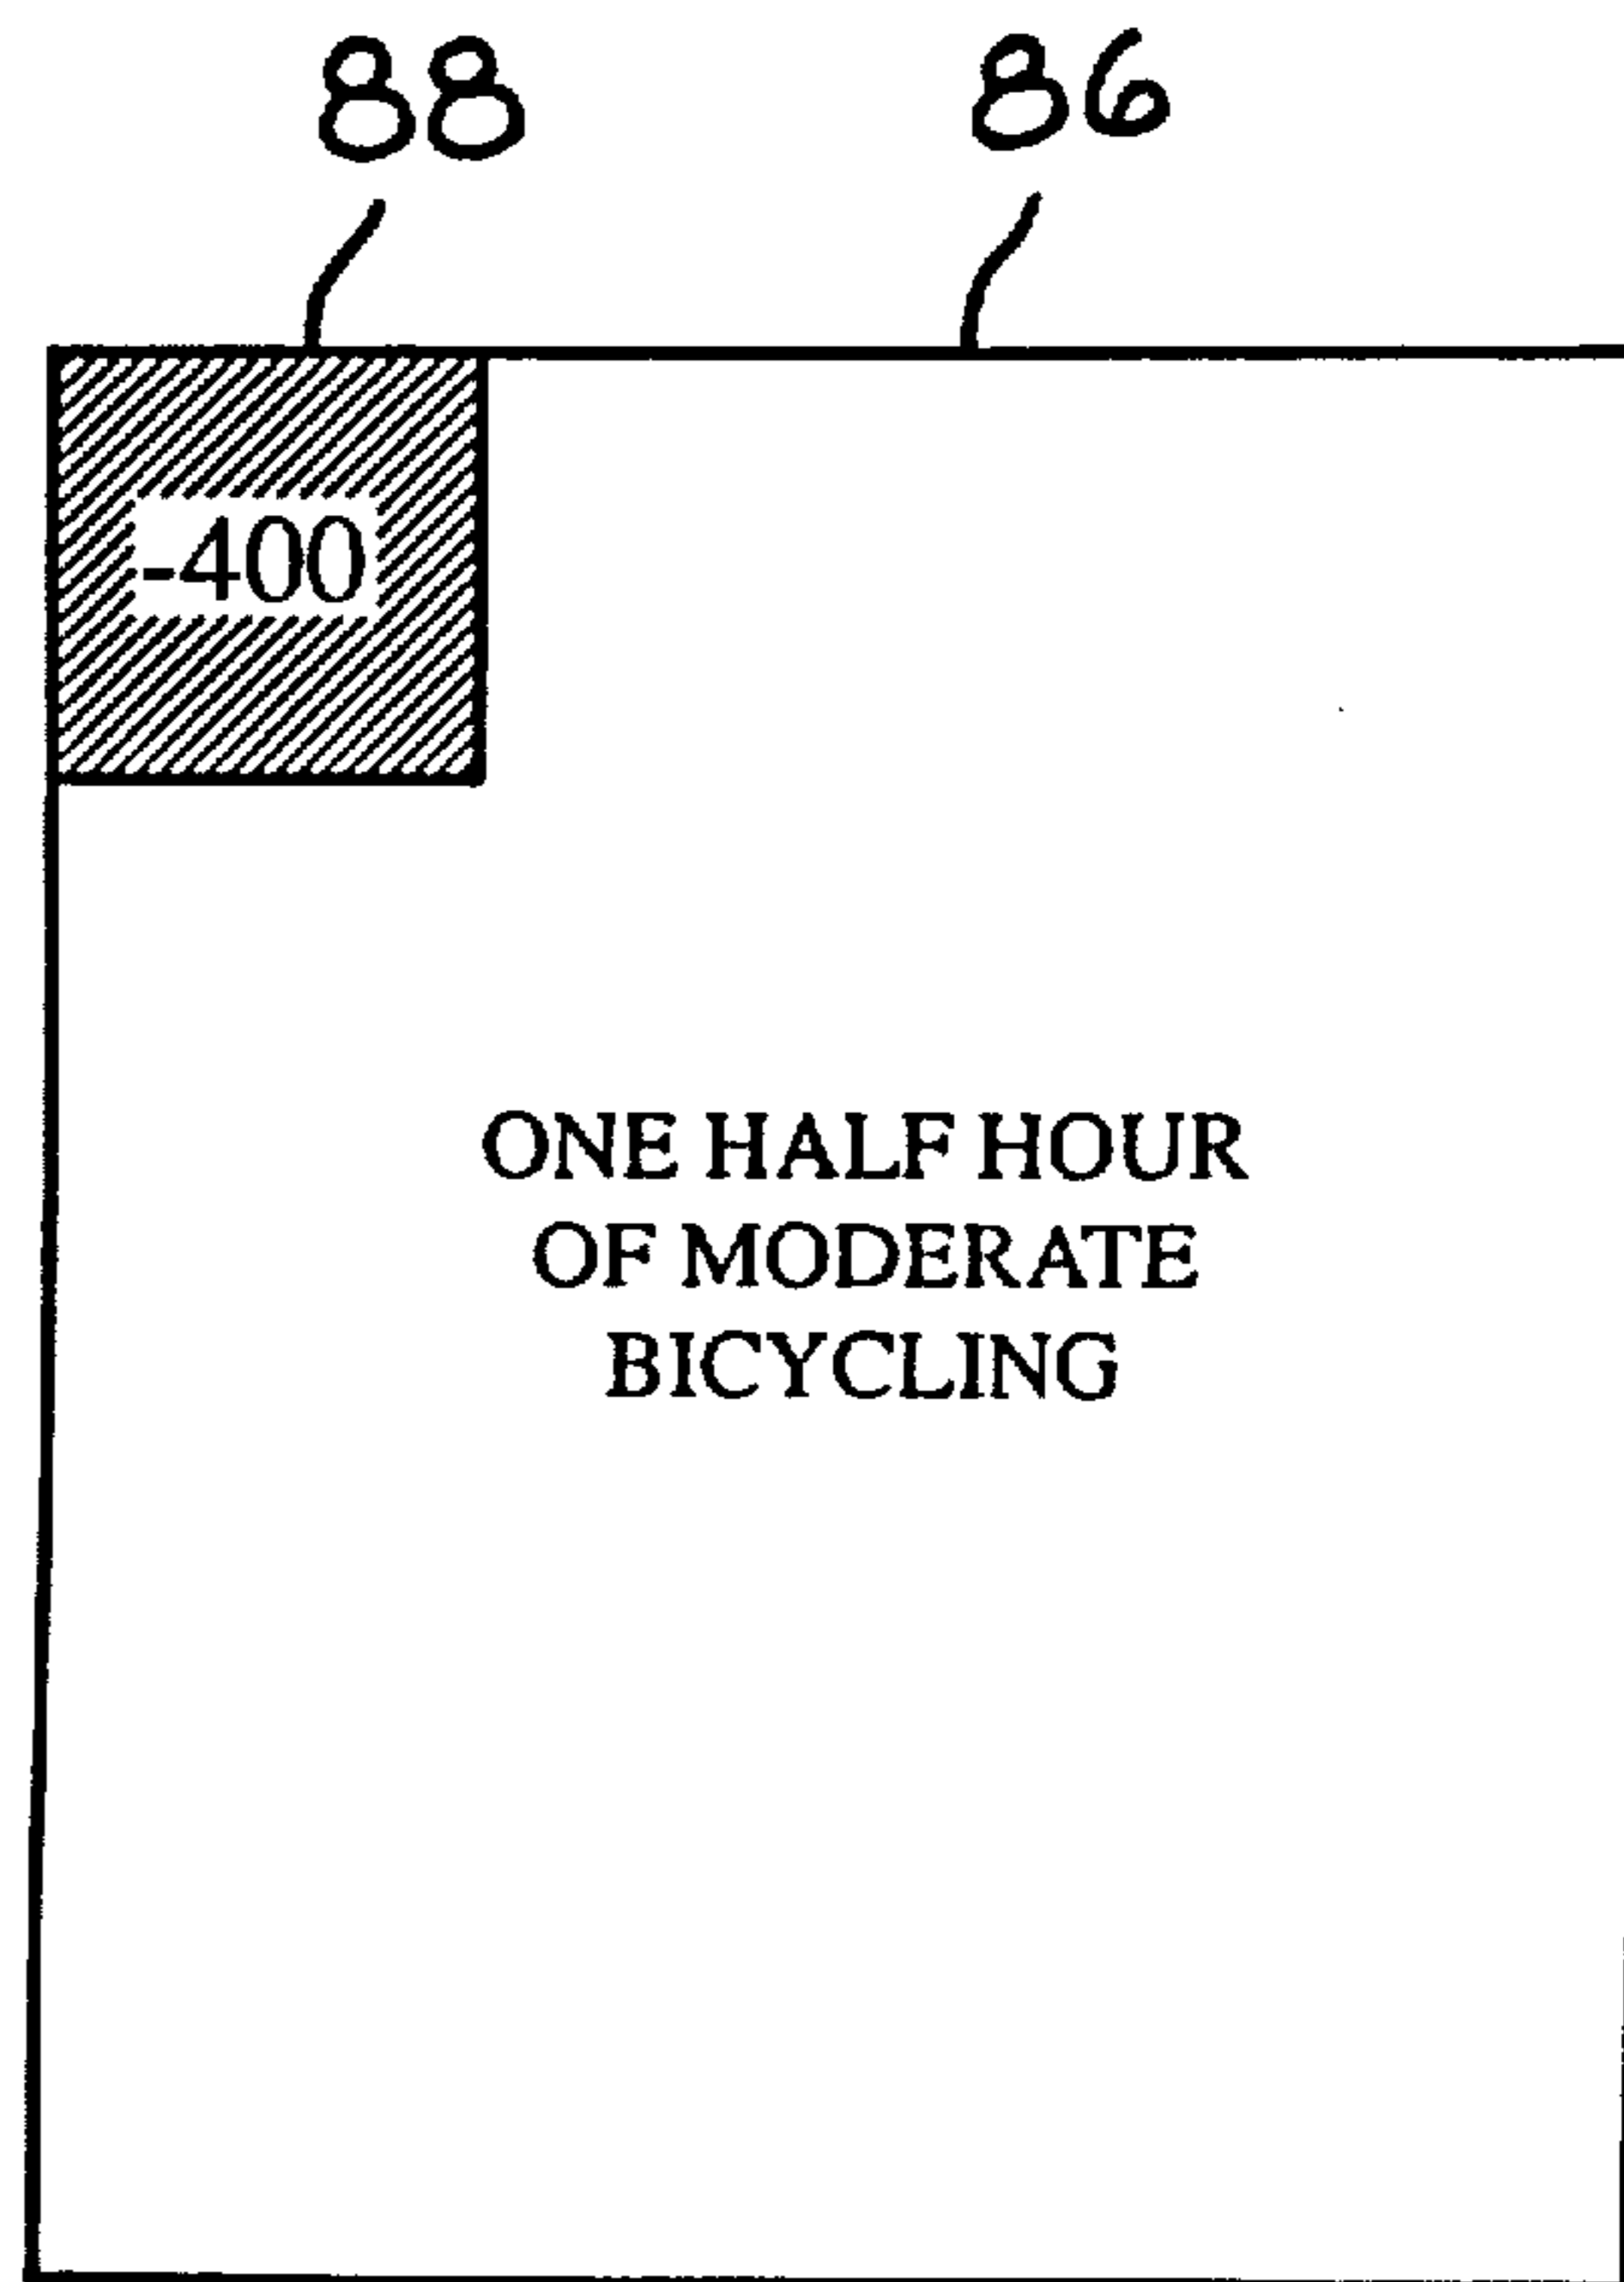 88 86
-400
ONE HALF HOUR
OF MODERATE
BICYCLING